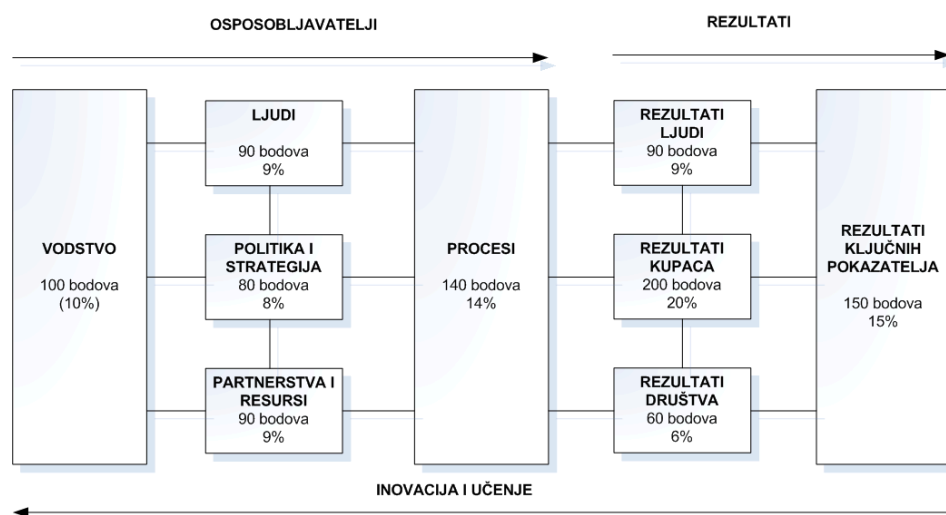 OSPOSOBLJAVATELJI
REZULTATI
VODSTVO
100 bodova
(10%)
LJUDI
90 bodova
9%
POLITIKA I
STRATEGIJA
80 bodova
8%
PARTNERSTVA I
RESURSI
90 bodova
9%
PROCESI
140 bodova
14%
REZULTATI
LJUDI
90 bodova
9%
REZULTATI
KUPACA
200 bodova
20%
REZULTATI
DRUŠTVA
60 bodova
6%
REZULTATI
KLJUČNIH
POKAZATELJA
150 bodova
15%
INOVACIJA I UČENJE